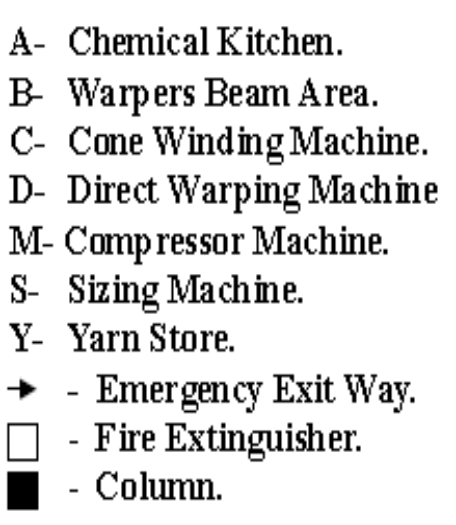 A- Chemical Kitchen.
B- Warpers Beam Area.
C- Cone Winding Machine.
D- Direct Warping Machine
M- Compressor Machine.
S- Sizing Machine.
Y- Yarn Store.
- Emergency Exit Way.
- Fire Extinguisher.
- Column.